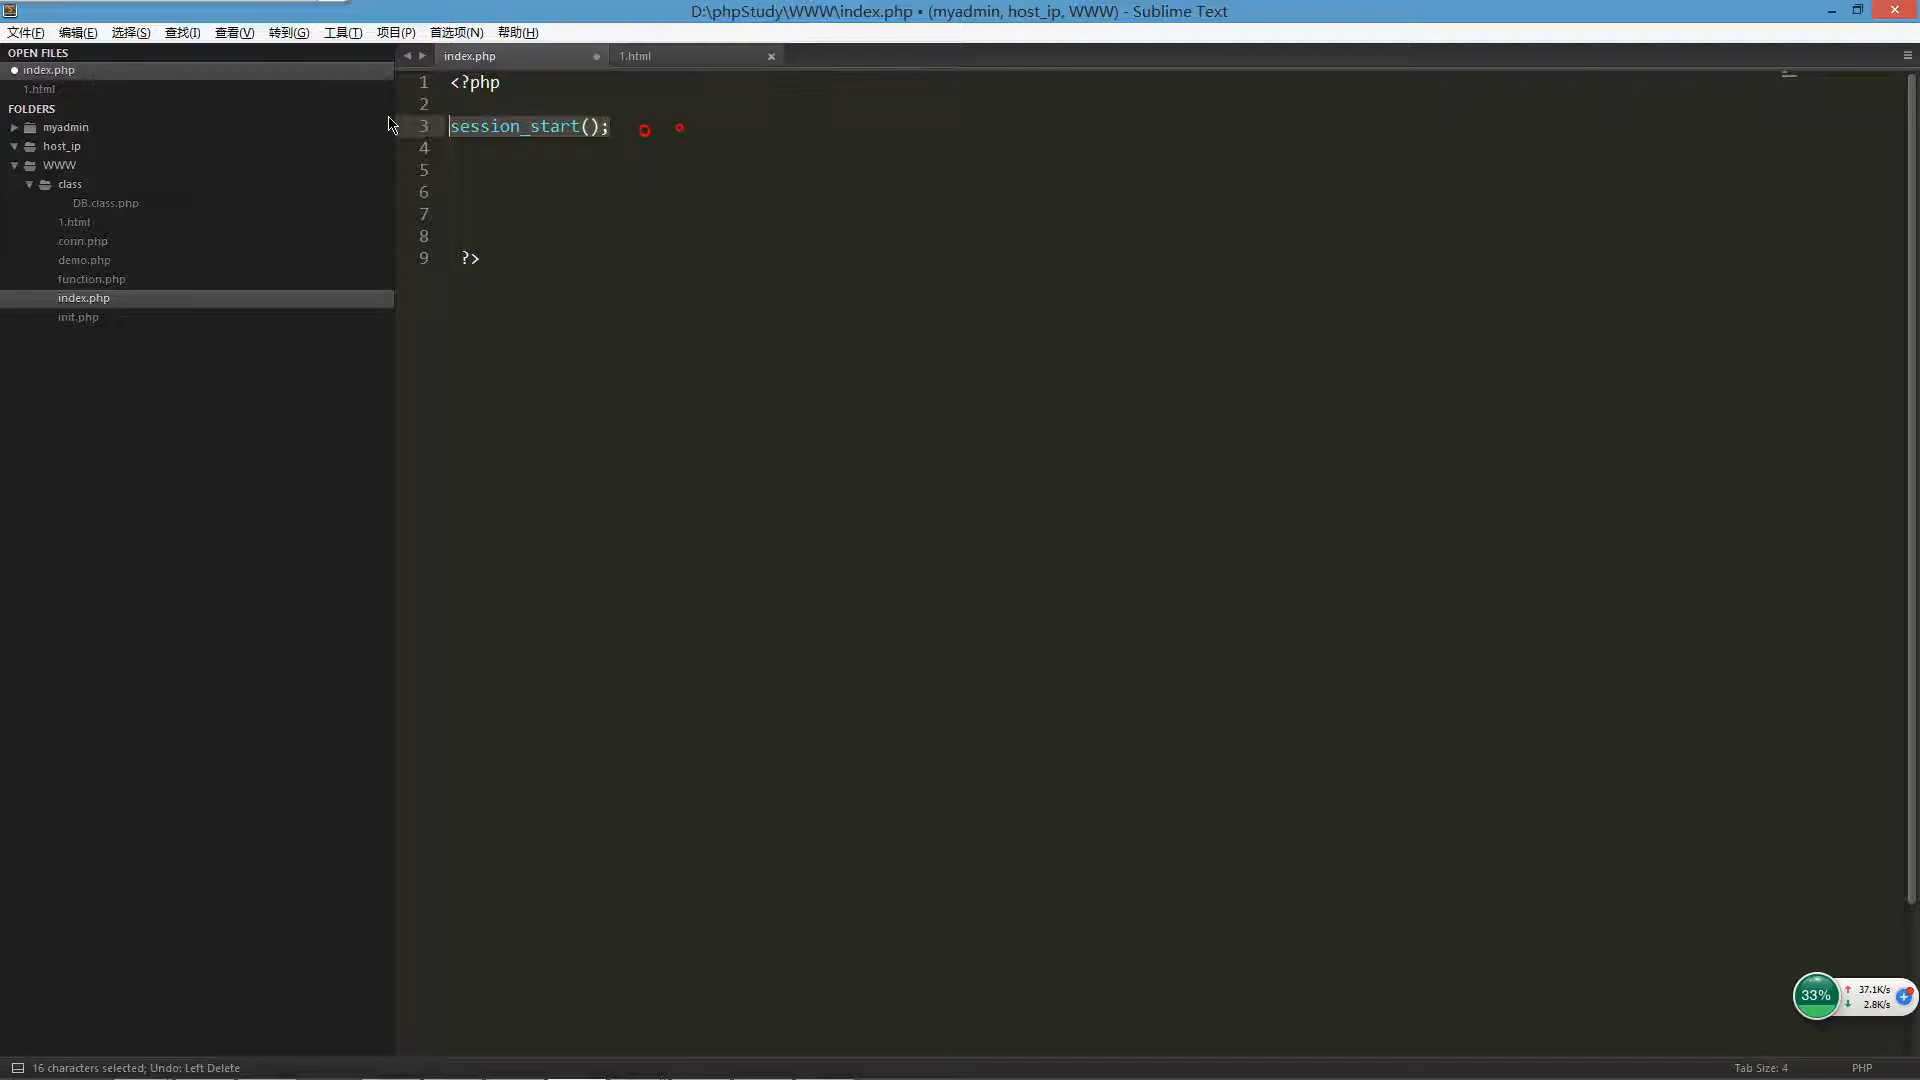 D:\phpStudy\WWW\index.php • (myadmin, host_ip, WWW) - Sublime Text
文件(F) 编辑(E) 选择(S) 查找(I) 查看(V) 转到(G) 工具(T) 项目(P) 首选项(N) 帮助(H)
OPEN FILES
index.php
1.html
FOLDERS
myadmin
host_ip
WWW
class
DB.class.php
1.html
conn.php
demo.php
function.php
index.php
init.php
index.php
1.html
1 <?php
2
3 session_start();
4
5
6
7
8
9 ?>
33%
37.1K/s
2.8K/s
16 characters selected; Undo: Left Delete
Tab Size: 4
PHP